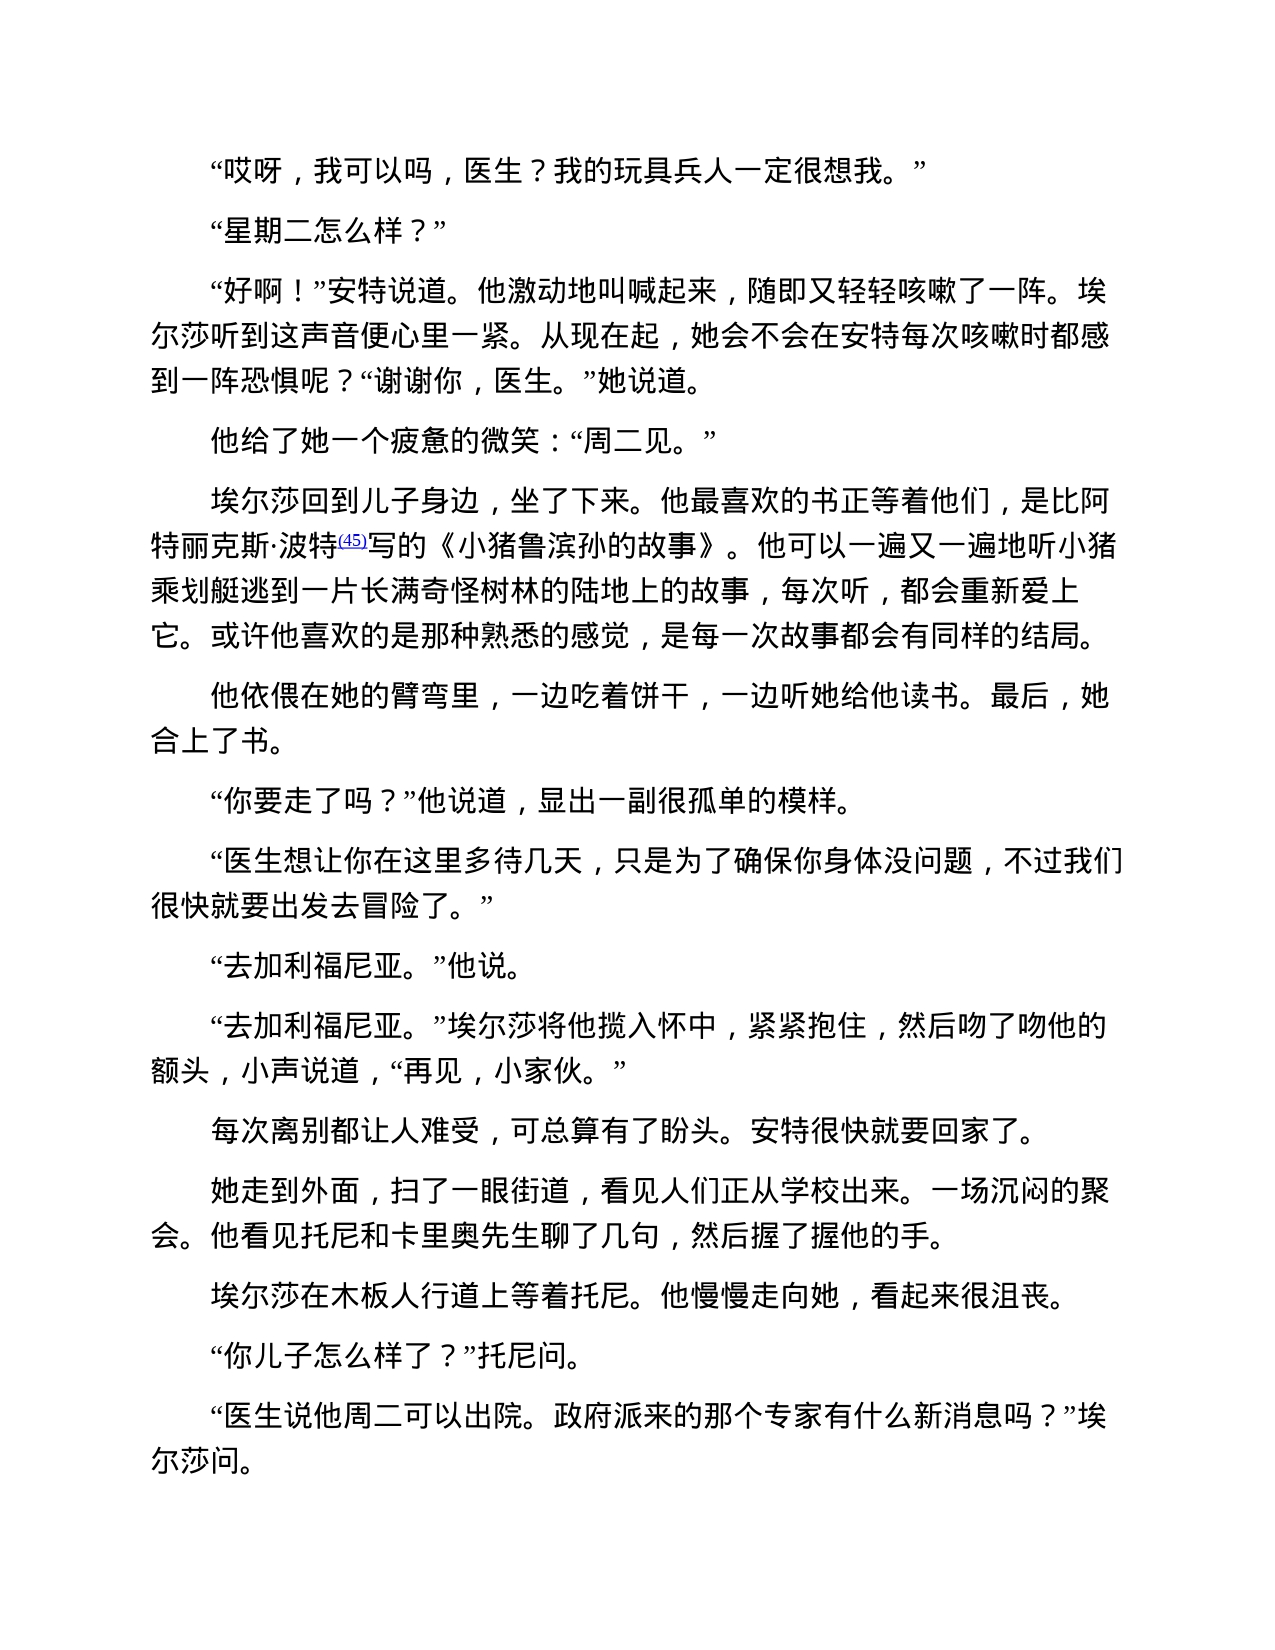 “哎呀，我可以吗，医生？我的玩具兵人一定很想我。”
“星期二怎么样？”
“好啊！”安特说道。他激动地叫喊起来，随即又轻轻咳嗽了一阵。埃
尔莎听到这声音便心里一紧。从现在起，她会不会在安特每次咳嗽时都感
到一阵恐惧呢？“谢谢你，医生。”她说道。
他给了她一个疲惫的微笑：“周二见。”
埃尔莎回到儿子身边，坐了下来。他最喜欢的书正等着他们，是比阿
特丽克斯·波特(45)写的《小猪鲁滨孙的故事》。他可以一遍又一遍地听小猪
乘划艇逃到一片长满奇怪树林的陆地上的故事，每次听，都会重新爱上
它。或许他喜欢的是那种熟悉的感觉，是每一次故事都会有同样的结局。
他依偎在她的臂弯里，一边吃着饼干，一边听她给他读书。最后，她
合上了书。
“你要走了吗？”他说道，显出一副很孤单的模样。
“医生想让你在这里多待几天，只是为了确保你身体没问题，不过我们
很快就要出发去冒险了。”
“去加利福尼亚。”他说。
“去加利福尼亚。”埃尔莎将他揽入怀中，紧紧抱住，然后吻了吻他的
额头，小声说道，“再见，小家伙。”
每次离别都让人难受，可总算有了盼头。安特很快就要回家了。
她走到外面，扫了一眼街道，看见人们正从学校出来。一场沉闷的聚
会。他看见托尼和卡里奥先生聊了几句，然后握了握他的手。
埃尔莎在木板人行道上等着托尼。他慢慢走向她，看起来很沮丧。
“你儿子怎么样了？”托尼问。
“医生说他周二可以出院。政府派来的那个专家有什么新消息吗？”埃
尔莎问。